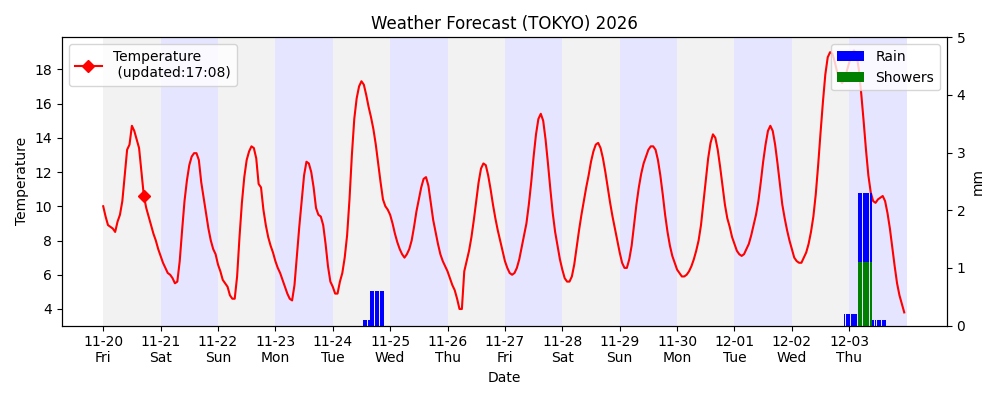 Weather Forecast (TOKYO) 2026
Temperature
(updated:17:08)
Rain
Showers
Temperature
18
16
14
12
10
8
6
4
5
4
3
2
1
0
mm
11-20 11-21 11-22 11-23 11-24 11-25 11-26 11-27 11-28 11-29 11-30 12-01 12-02 12-03
Fri Sat Sun Mon Tue Wed Thu Fri Sat Sun Mon Tue Wed Thu
Date